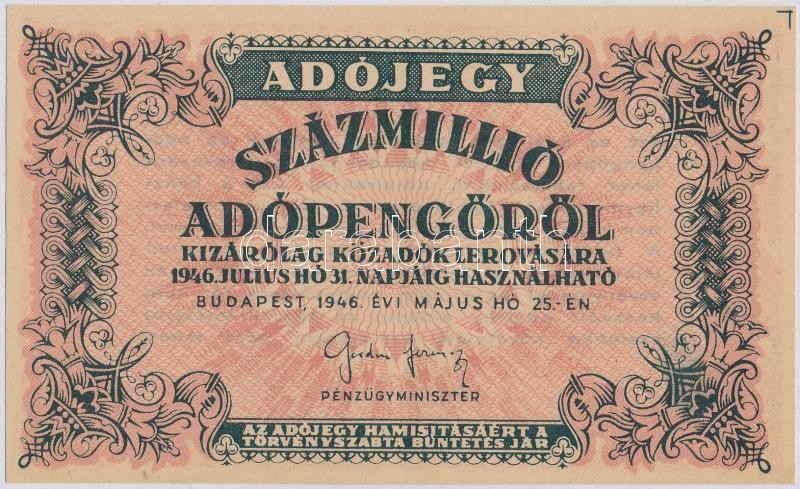 ADÓJEGY
SZÁZMILLIÓ
ADÓPENGŐRŐL
KIZÁRÓLAG KÖZADÓK LEROVÁSÁRA
1946. JULIUS HÓ 31. NAPJÁIG HASZNÁLHATÓ
BUDAPEST, 1946. ÉVI MÁJUS HÓ 25.-ÉN
PÉNZÜGYMINISZTER
AZ ADÓJEGY HAMISITÁSÁÉRT A
TÖRVÉNYSZABTA BÜNTETÉS JÁR
darabanth